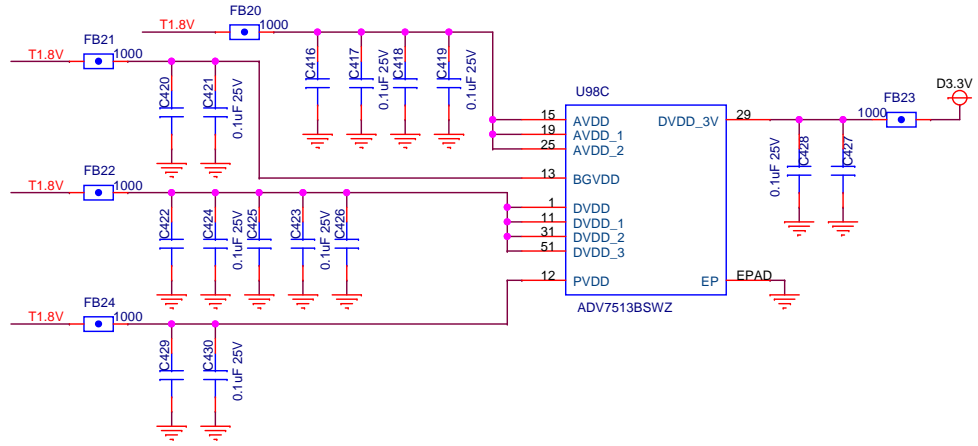 FB20
T1.8V
1000
FB21
T1.8V
1000
C416
C417
0.1uF 25V
C418
C419
0.1uF 25V
C420
C421
0.1uF 25V
U98C
D3.3V
FB23
1000
15
AVDD
19
AVDD_1
25
AVDD_2
13
BGVDD
1
DVDD
11
DVDD_1
31
DVDD_2
51
DVDD_3
12
PVDD
DVDD_3V
29
EP
EPAD
ADV7513BSWZ
0.1uF 25V
C428
C427
FB22
T1.8V
1000
C422
C424
0.1uF 25V
C425
C423
0.1uF 25V
C426
FB24
T1.8V
1000
C429
C430
0.1uF 25V